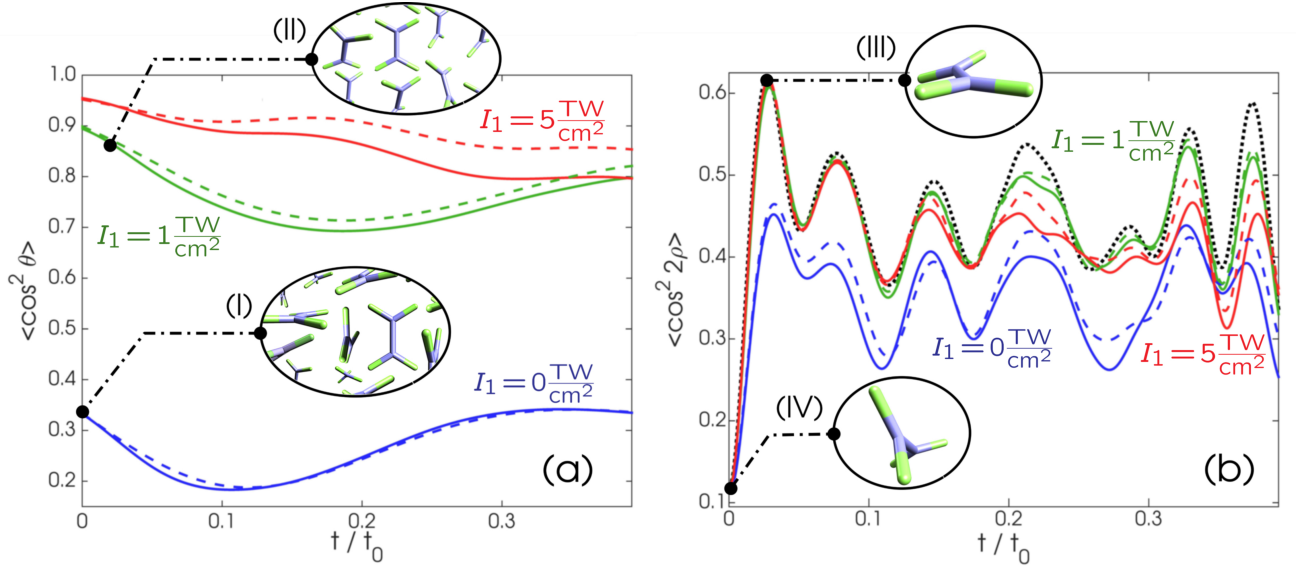 (II)
1.0
0.9
0.8
0.7
0.6
0.5
0.4
0.3
0.2
<cos² θ>
I₁ = 5 TW/cm²
I₁ = 1 TW/cm²
(I)
I₁ = 0 TW/cm²
(a)
0 0.1 0.2 0.3
t / t₀
(III)
0.6
0.5
0.4
0.3
0.2
0.1
<cos² 2ρ>
I₁ = 1 TW/cm²
I₁ = 0 TW/cm²
I₁ = 5 TW/cm²
(IV)
(b)
0 0.1 0.2 0.3
t / t₀